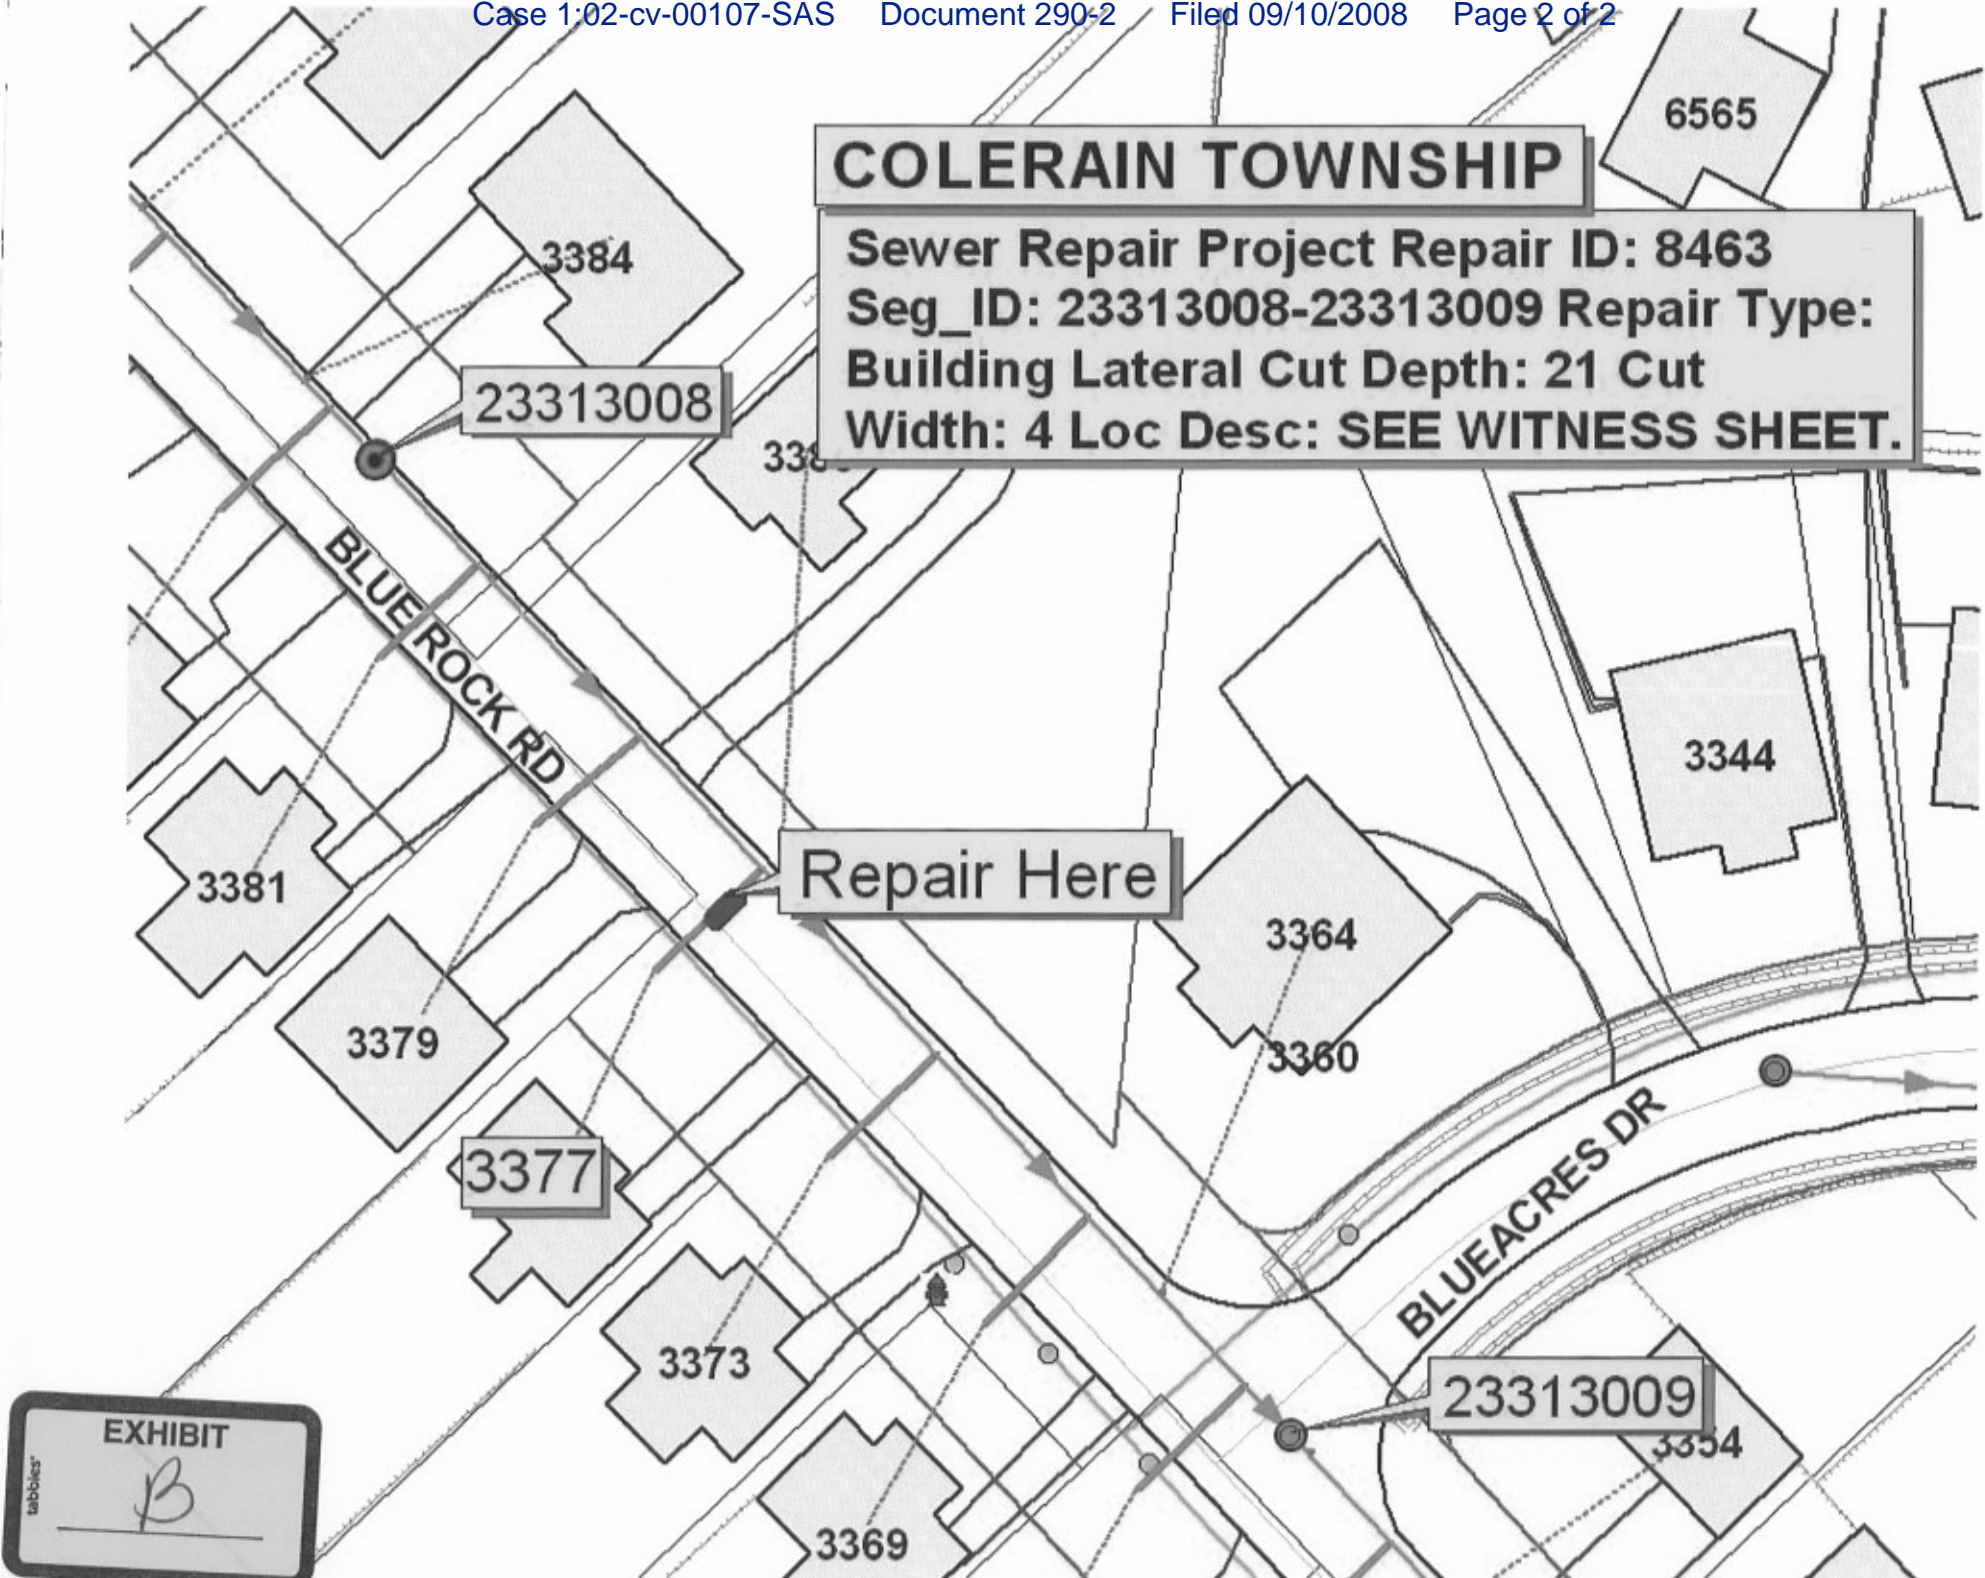 Case 1:02-cv-00107-SAS Document 290-2 Filed 09/10/2008 Page 2 of 2
6565
COLERAIN TOWNSHIP
Sewer Repair Project Repair ID: 8463
Seg_ID: 23313008-23313009 Repair Type:
Building Lateral Cut Depth: 21 Cut
Width: 4 Loc Desc: SEE WITNESS SHEET.
3384
23313008
BLUE ROCK RD
3344
Repair Here
3381
3364
3379
3360
3377
BLUEACRES DR
3373
23313009
3354
3369
EXHIBIT
B
tabbies